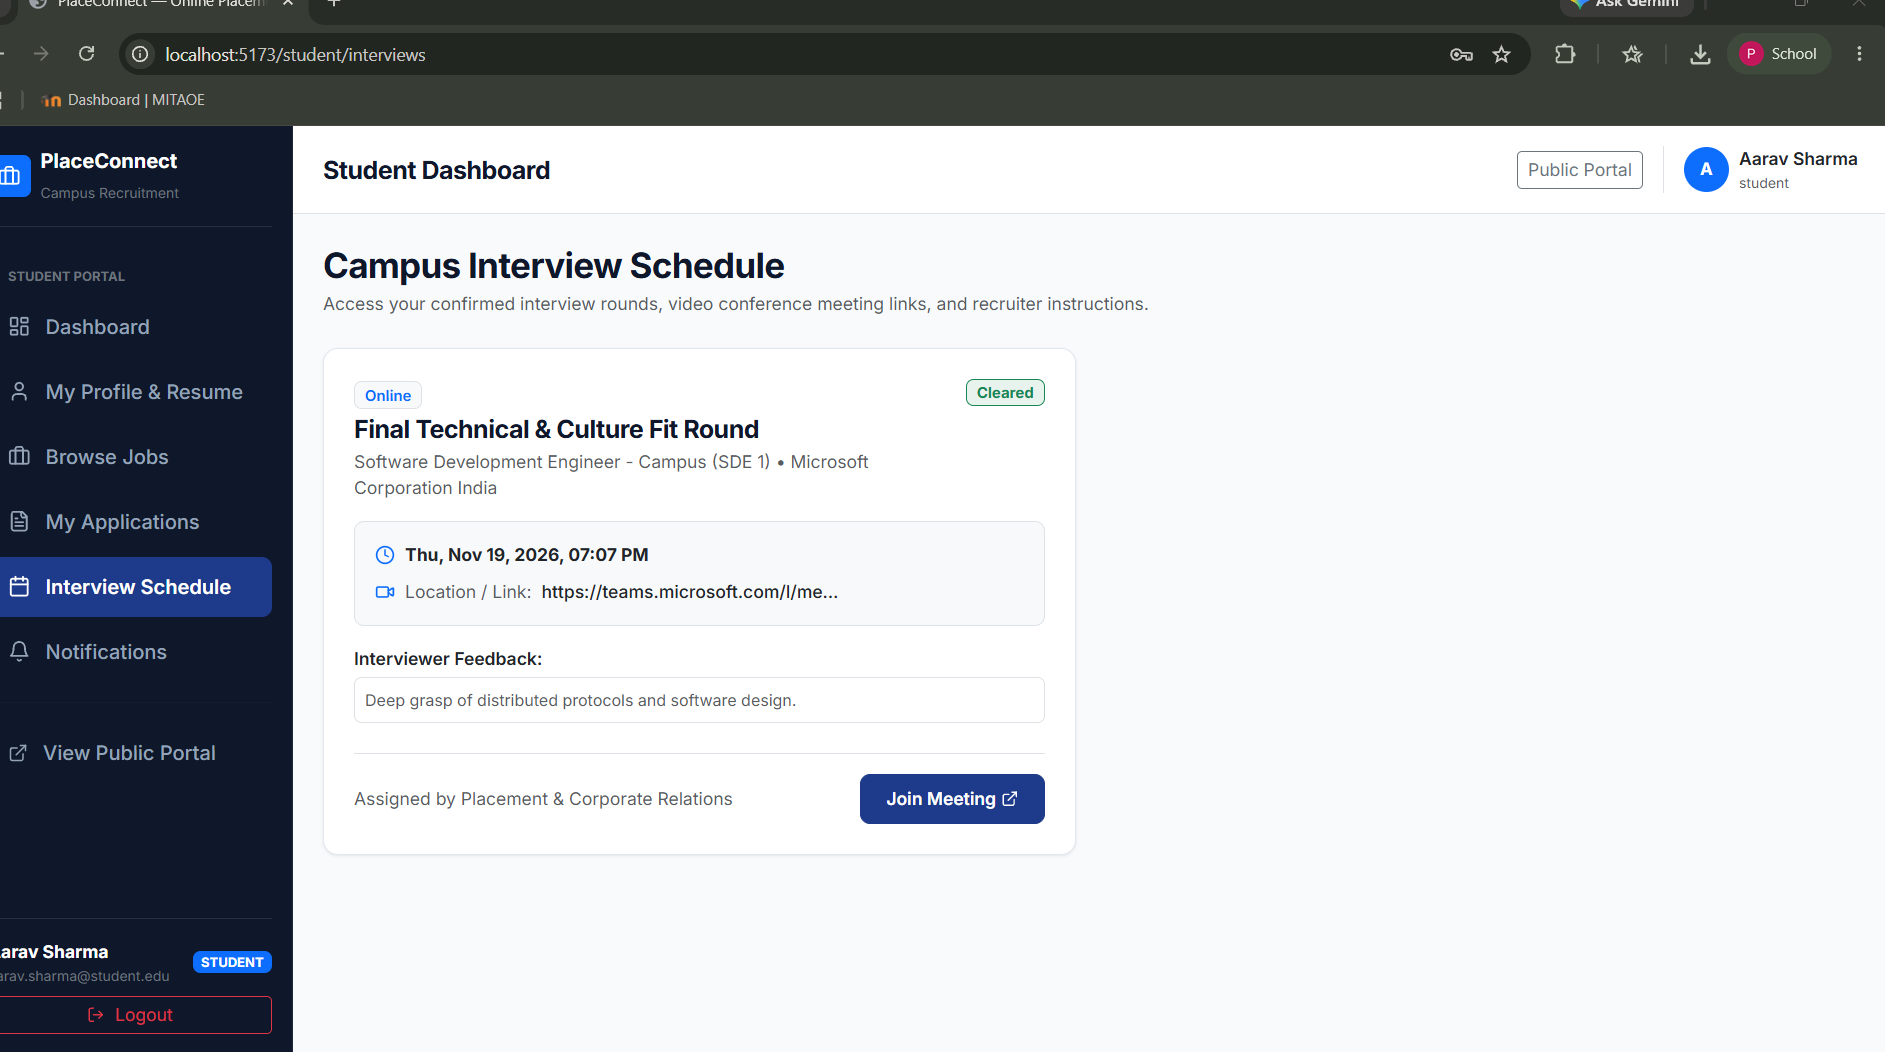 PlaceConnect — Online Placem
Ask Gemini
localhost:5173/student/interviews
P School
Dashboard | MITAOE
PlaceConnect
Campus Recruitment
Student Dashboard
Public Portal
A
Aarav Sharma
student
STUDENT PORTAL
Dashboard
My Profile & Resume
Browse Jobs
My Applications
Interview Schedule
Notifications
View Public Portal
arav Sharma
arav.sharma@student.edu
STUDENT
Logout
Campus Interview Schedule
Access your confirmed interview rounds, video conference meeting links, and recruiter instructions.
Online
Cleared
Final Technical & Culture Fit Round
Software Development Engineer - Campus (SDE 1) • Microsoft
Corporation India
Thu, Nov 19, 2026, 07:07 PM
Location / Link: https://teams.microsoft.com/l/me...
Interviewer Feedback:
Deep grasp of distributed protocols and software design.
Assigned by Placement & Corporate Relations
Join Meeting